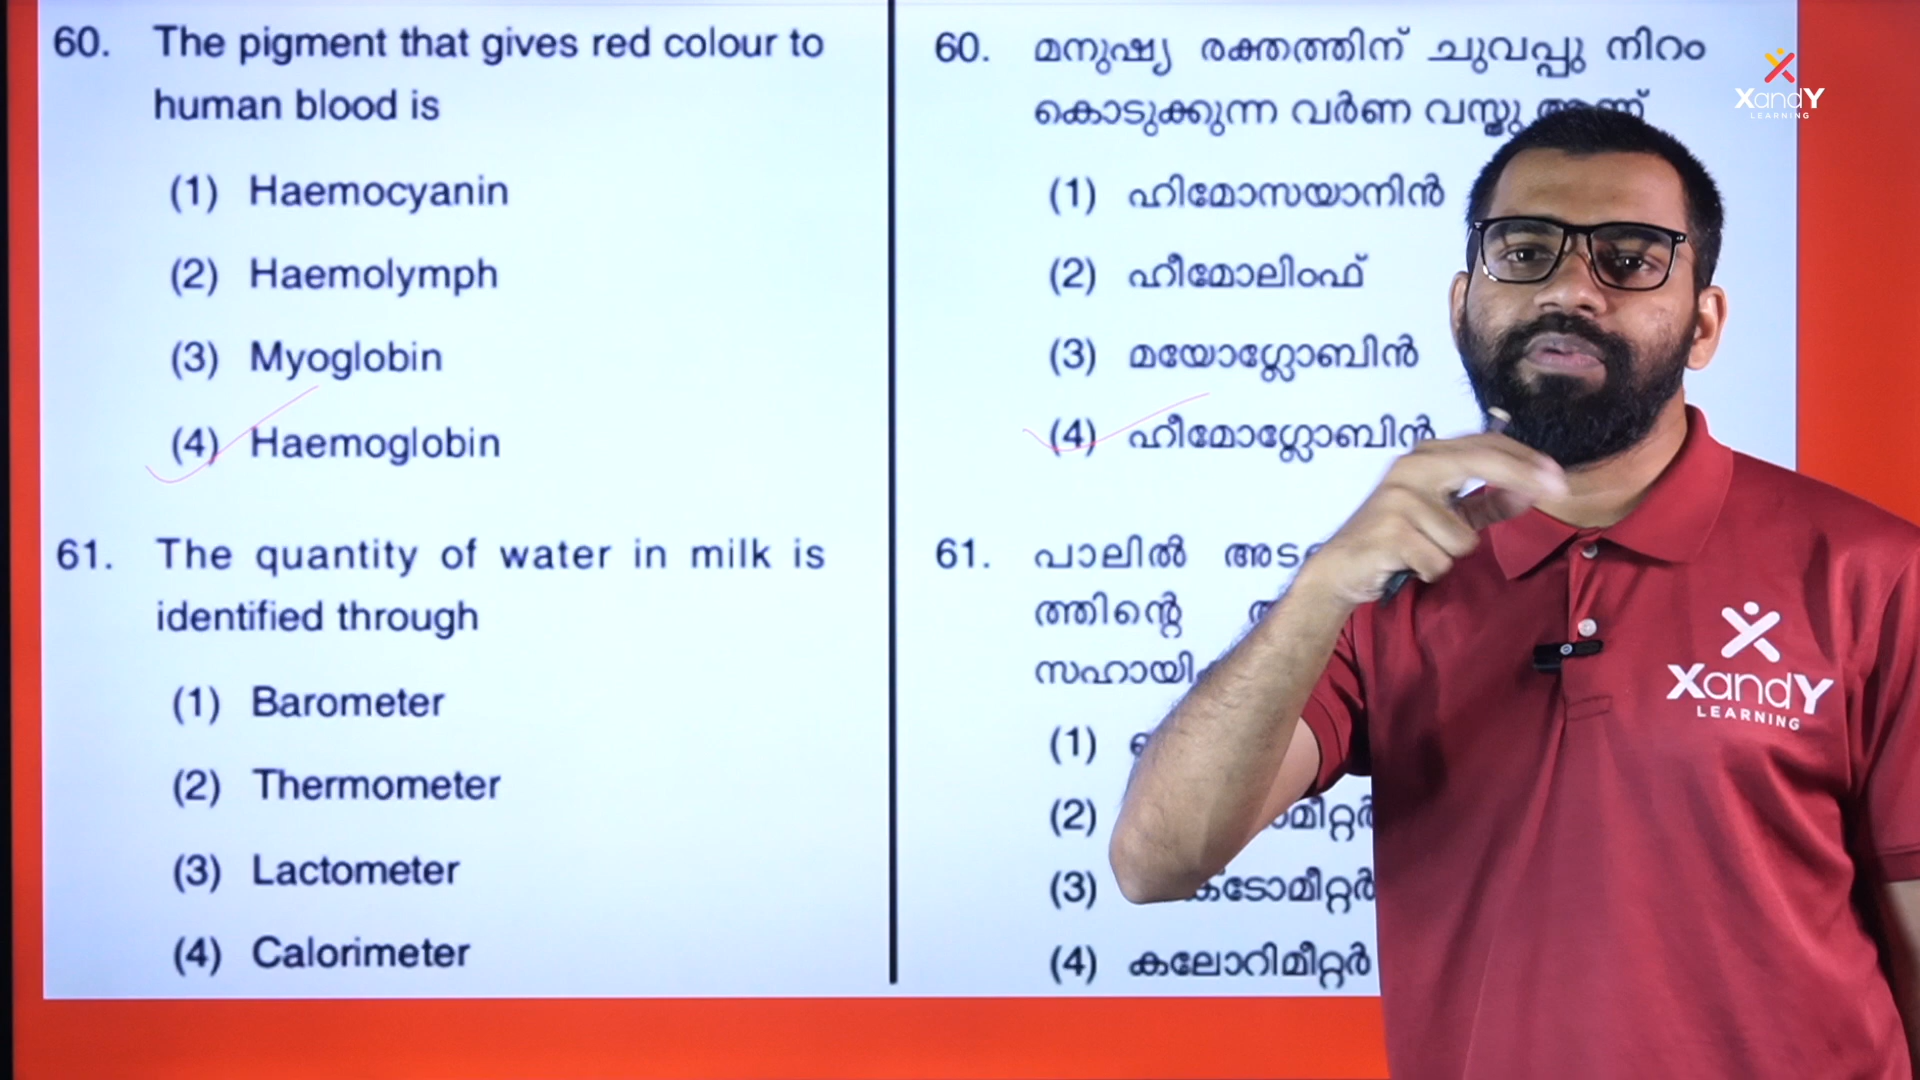 60. The pigment that gives red colour to
human blood is
(1) Haemocyanin
(2) Haemolymph
(3) Myoglobin
(4) Haemoglobin
61. The quantity of water in milk is
identified through
(1) Barometer
(2) Thermometer
(3) Lactometer
(4) Calorimeter
60. മനുഷ്യ രക്തത്തിന് ചുവപ്പു നിറം
കൊടുക്കുന്ന വർണ വസ്തു ആണ്
(1) ഹിമോസയാനിൻ
(2) ഹീമോലിംഫ്
(3) മയോഗ്ലോബിൻ
(4) ഹീമോഗ്ലോബിൻ
61. പാലിൽ
ത്തിന്റെ
(1)
(2)
(3)
(4) കലോറിമീറ്റർ
XandY
LEARNING
XandY
LEARNING